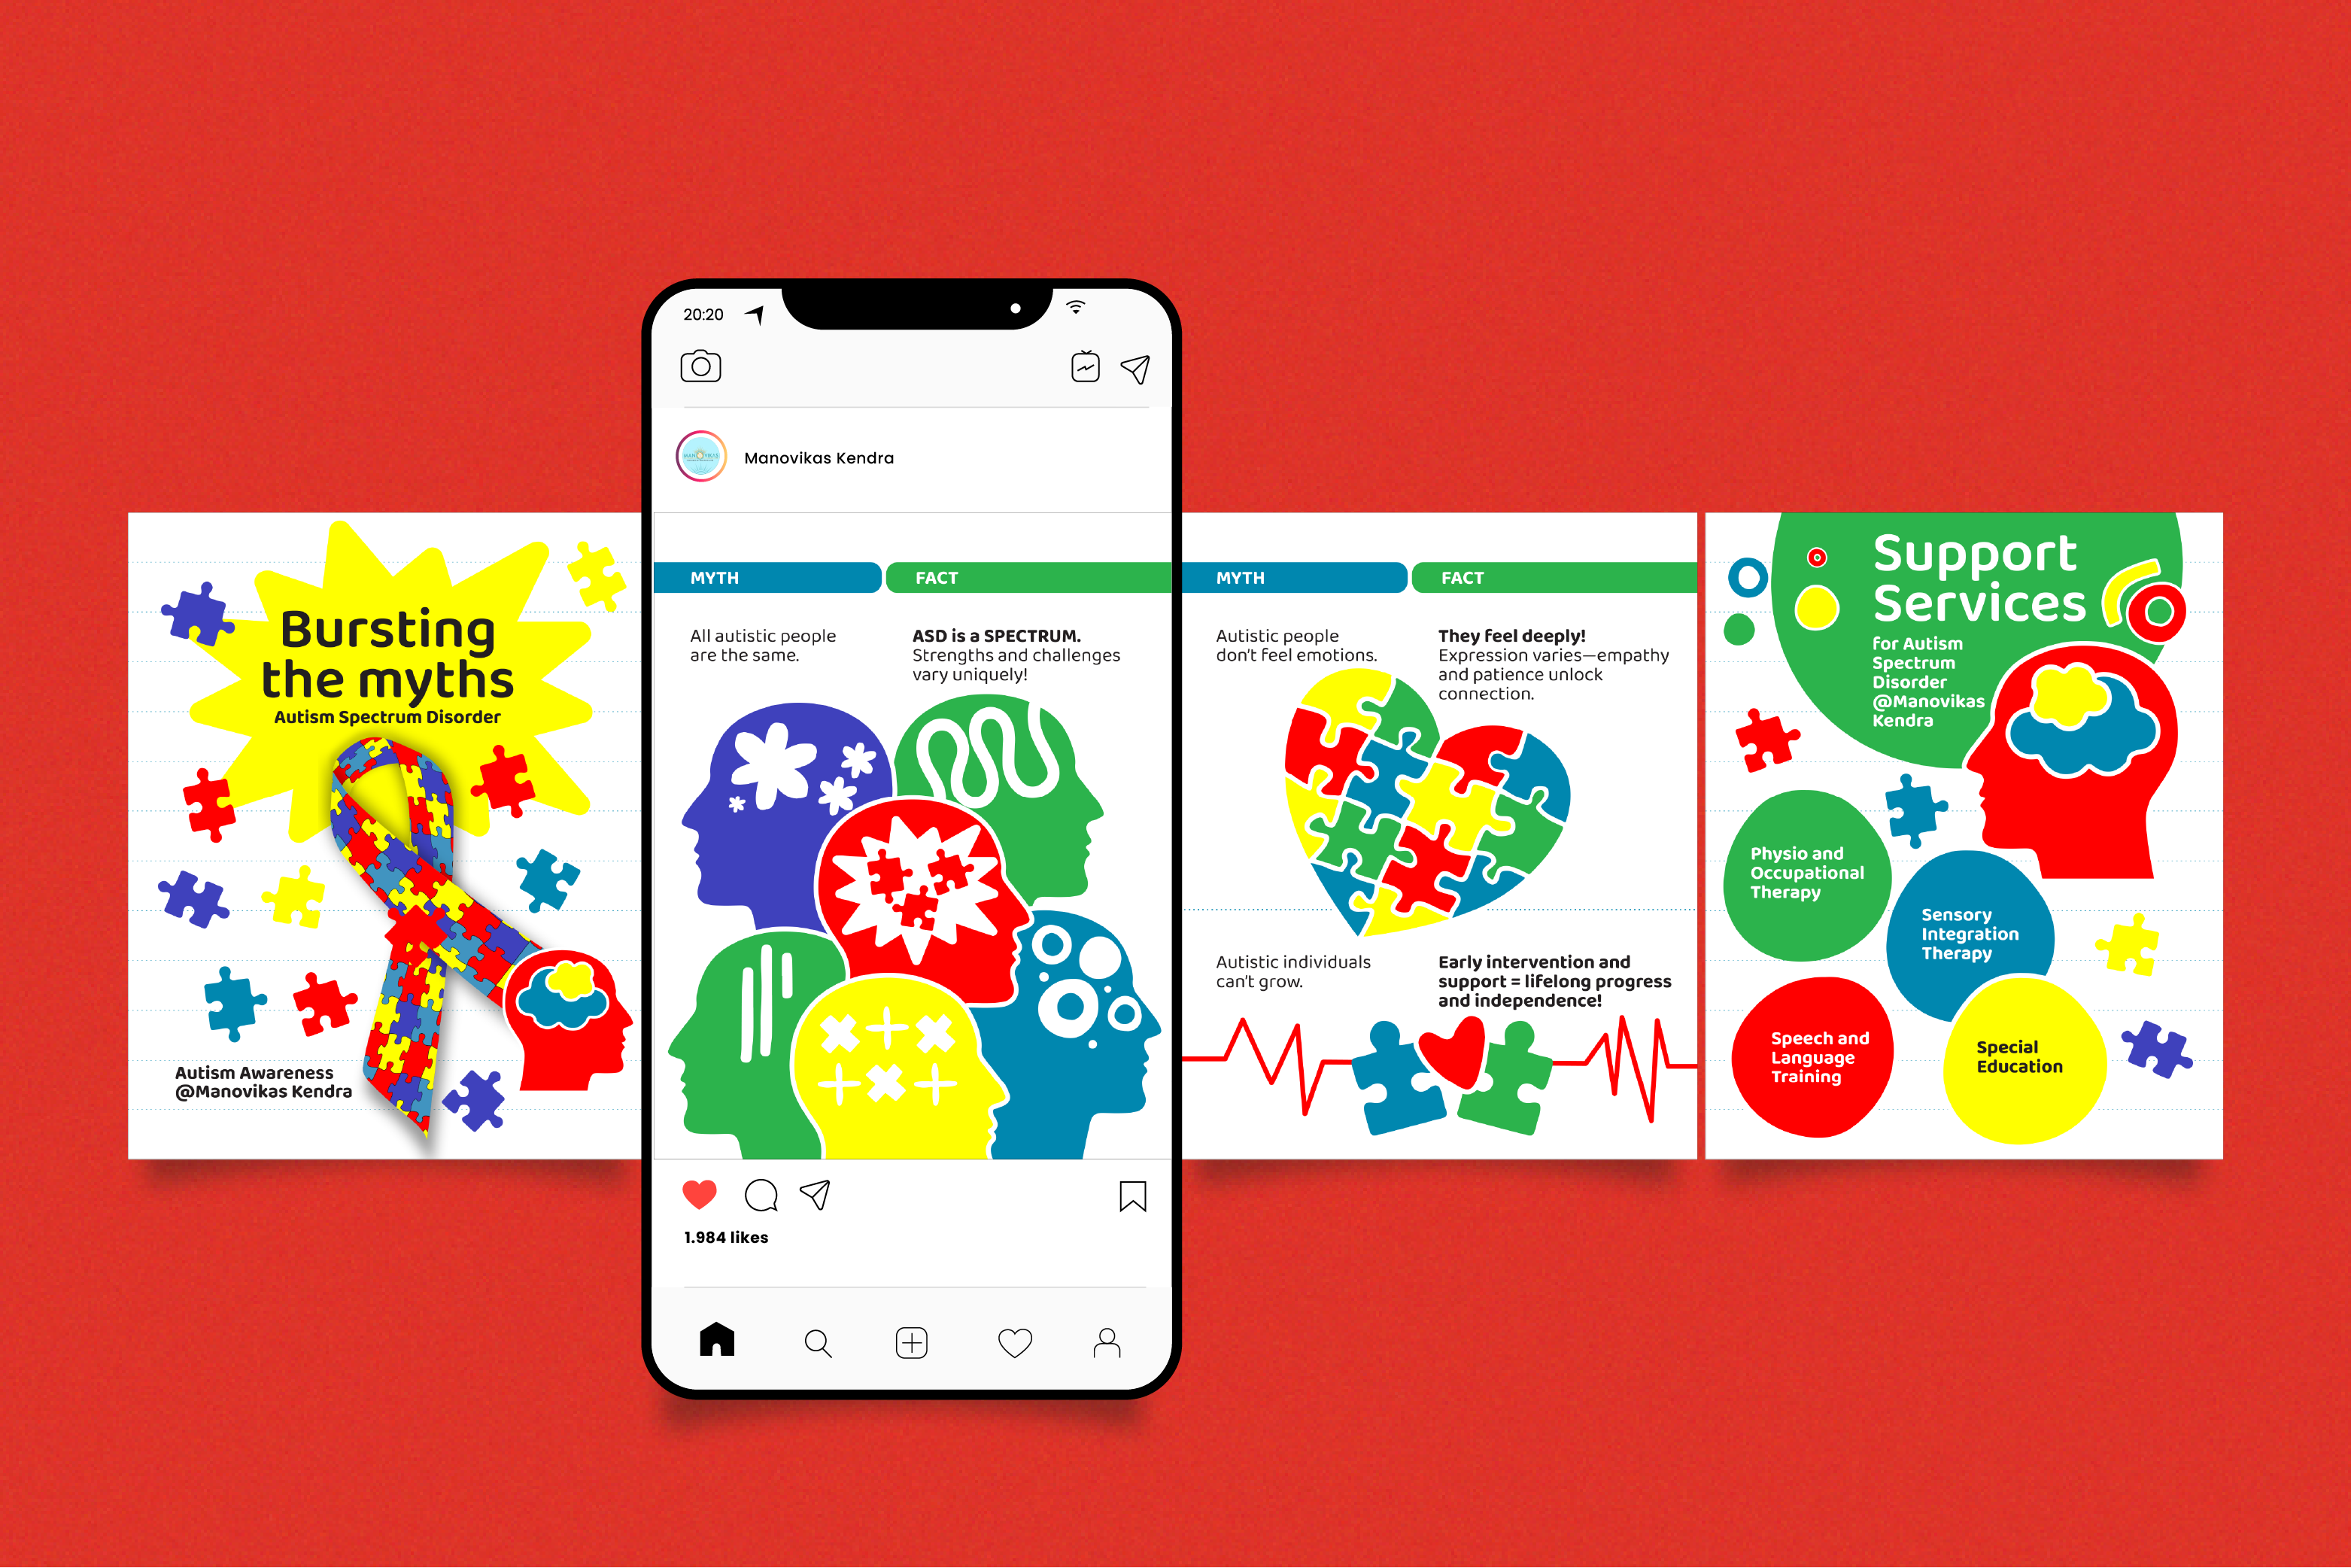 Bursting
the myths
Autism Spectrum Disorder
Autism Awareness
@Manovikas Kendra
20:20
Manovikas Kendra
MYTH
FACT
All autistic people
are the same.
ASD is a SPECTRUM.
Strengths and challenges
vary uniquely!
1.984 likes
MYTH
FACT
Autistic people
don't feel emotions.
They feel deeply!
Expression varies—empathy
and patience unlock
connection.
Autistic individuals
can't grow.
Early intervention and
support = lifelong progress
and independence!
Support
Services
for Autism
Spectrum
Disorder
@Manovikas
Kendra
Physio and
Occupational
Therapy
Sensory
Integration
Therapy
Speech and
Language
Training
Special
Education